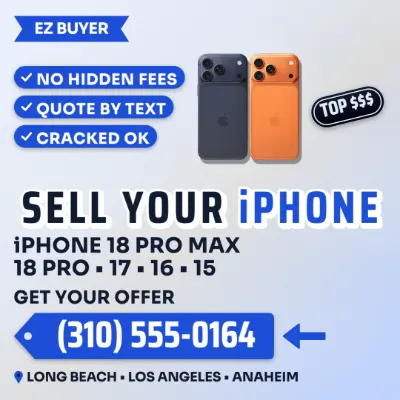 EZ BUYER
NO HIDDEN FEES
QUOTE BY TEXT
CRACKED OK
TOP $$$
SELL YOUR iPHONE
iPHONE 18 PRO MAX
18 PRO ▪ 17 ▪ 16 ▪ 15
GET YOUR OFFER
(310) 555-0164
LONG BEACH ▪ LOS ANGELES ▪ ANAHEIM